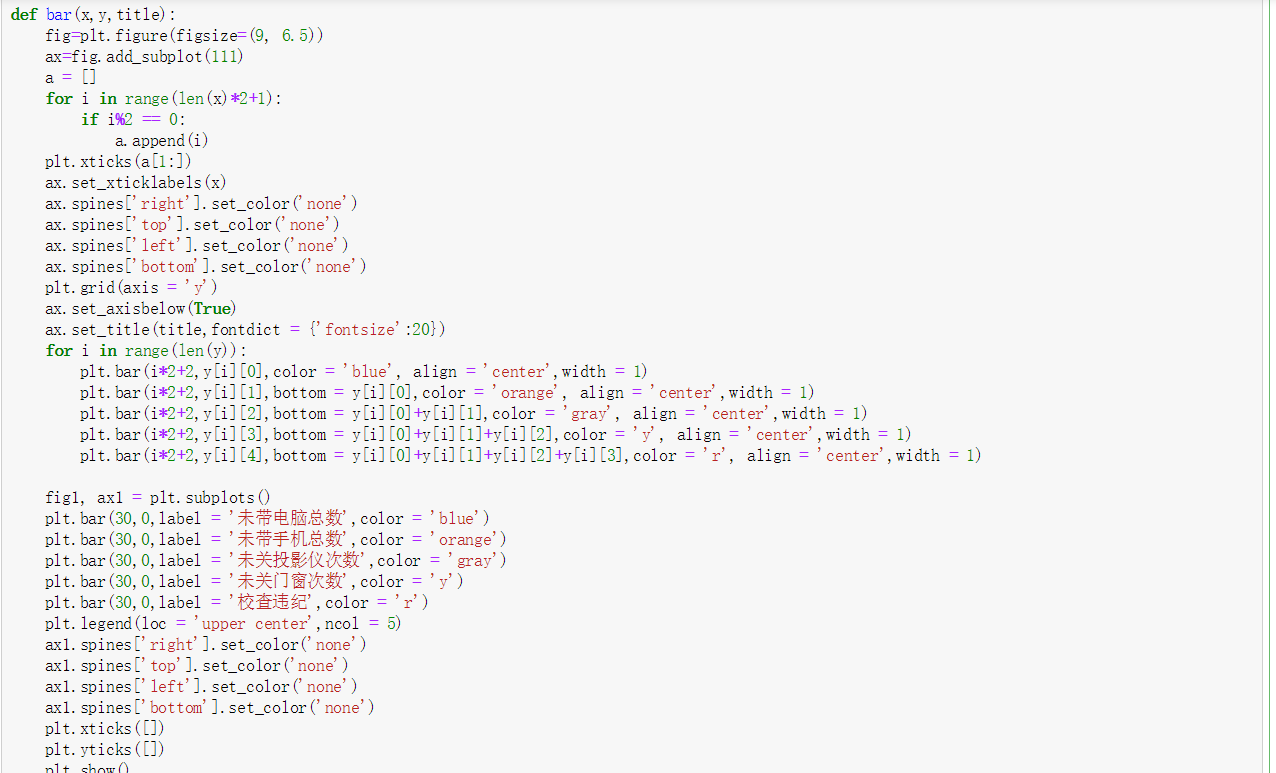 def bar(x,y,title):
    fig=plt.figure(figsize=(9, 6.5))
    ax=fig.add_subplot(111)
    a = []
    for i in range(len(x)*2+1):
        if i%2 == 0:
            a.append(i)
    plt.xticks(a[1:])
    ax.set_xticklabels(x)
    ax.spines['right'].set_color('none')
    ax.spines['top'].set_color('none')
    ax.spines['left'].set_color('none')
    ax.spines['bottom'].set_color('none')
    plt.grid(axis = 'y')
    ax.set_axisbelow(True)
    ax.set_title(title,fontdict = {'fontsize':20})
    for i in range(len(y)):
        plt.bar(i*2+2,y[i][0],color = 'blue', align = 'center',width = 1)
        plt.bar(i*2+2,y[i][1],bottom = y[i][0],color = 'orange', align = 'center',width = 1)
        plt.bar(i*2+2,y[i][2],bottom = y[i][0]+y[i][1],color = 'gray', align = 'center',width = 1)
        plt.bar(i*2+2,y[i][3],bottom = y[i][0]+y[i][1]+y[i][2],color = 'y', align = 'center',width = 1)
        plt.bar(i*2+2,y[i][4],bottom = y[i][0]+y[i][1]+y[i][2]+y[i][3],color = 'r', align = 'center',width = 1)
    fig1, ax1 = plt.subplots()
    plt.bar(30,0,label = '未带电脑总数',color = 'blue')
    plt.bar(30,0,label = '未带手机总数',color = 'orange')
    plt.bar(30,0,label = '未关投影仪次数',color = 'gray')
    plt.bar(30,0,label = '未关门窗次数',color = 'y')
    plt.bar(30,0,label = '校查违纪',color = 'r')
    plt.legend(loc = 'upper center',ncol = 5)
    ax1.spines['right'].set_color('none')
    ax1.spines['top'].set_color('none')
    ax1.spines['left'].set_color('none')
    ax1.spines['bottom'].set_color('none')
    plt.xticks([])
    plt.yticks([])
    plt.show()